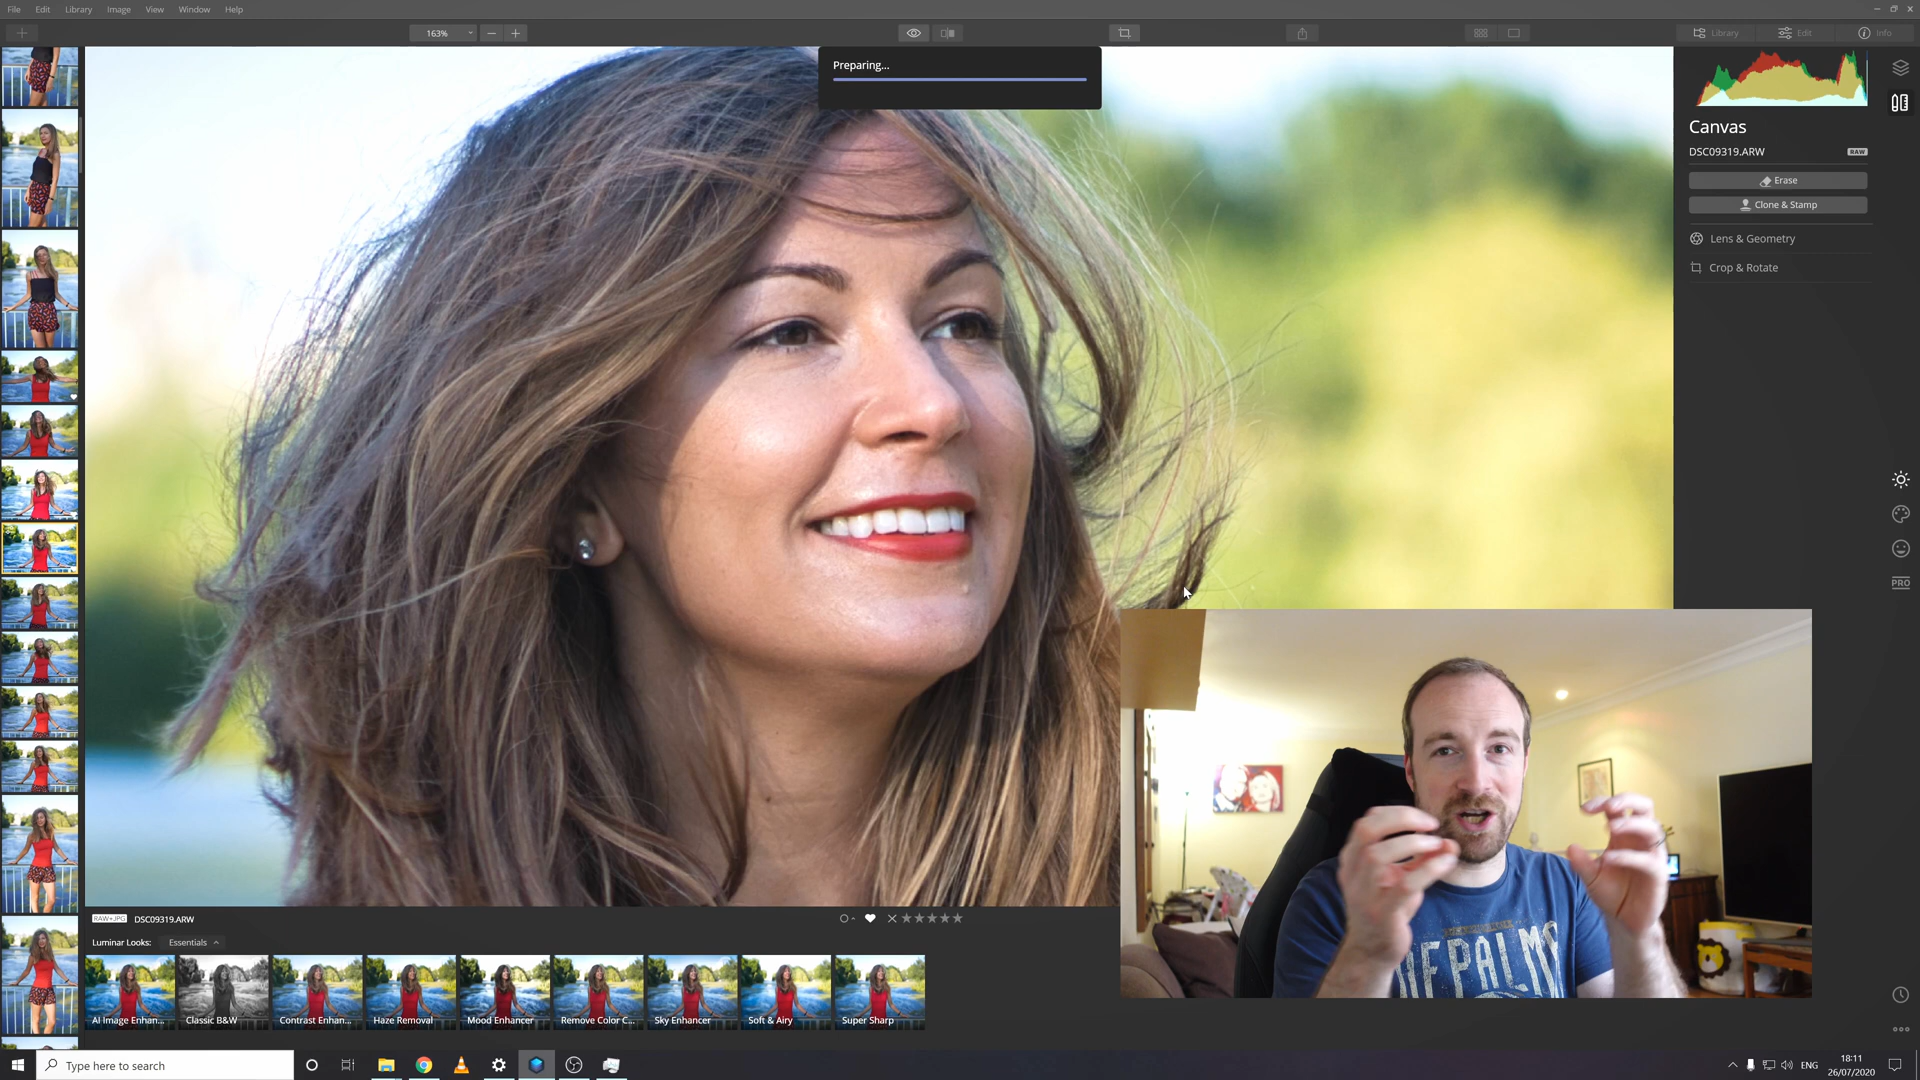 File Edit Library Image View Window Help
163%
Library Edit Info
Preparing...
Canvas
DSC09319.ARW RAW
Erase
Clone & Stamp
Lens & Geometry
Crop & Rotate
PRO
RAW+JPG DSC09319.ARW
Luminar Looks: Essentials
AI Image Enhan... Classic B&W Contrast Enhan... Haze Removal Mood Enhancer Remove Color C... Sky Enhancer Soft & Airy Super Sharp
Type here to search
ENG
18:11
26/07/2020